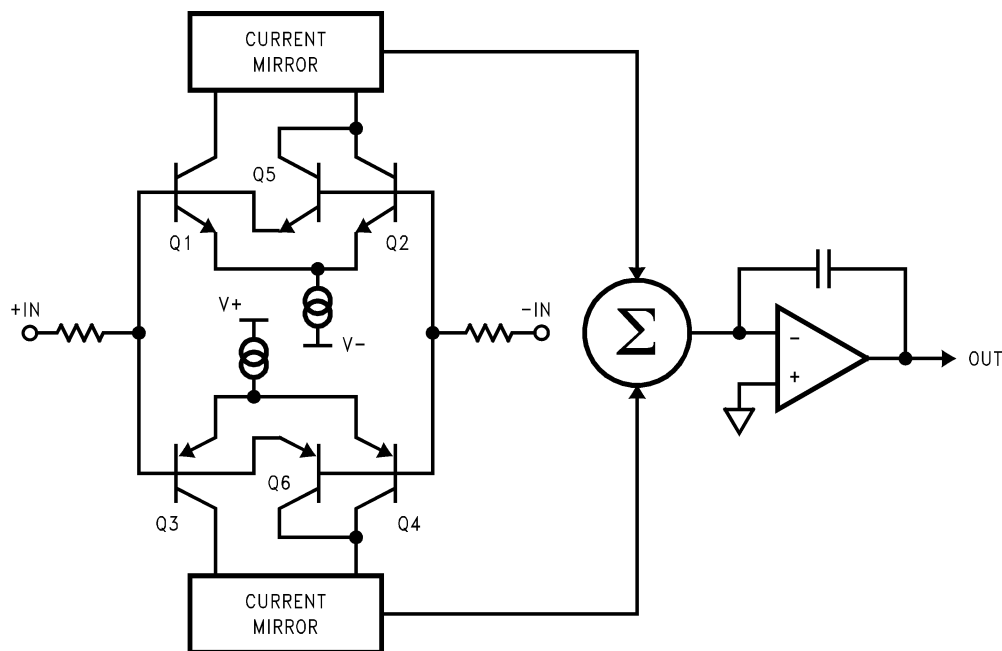 CURRENT
MIRROR
Q5
Q1
Q2
+IN
V+
-IN
V-
Σ
-
+
OUT
Q6
Q3
Q4
CURRENT
MIRROR